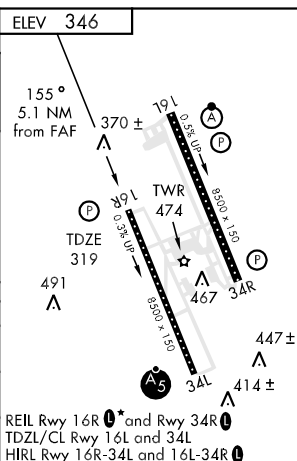 ELEV 346
155°
5.1 NM
from FAF
370 ±
16L
A
0.5% UP
P
8500 x 150
P
16R
TWR
474
TDZE
319
0.3% UP
8500 x 150
P
491
467
34R
447 ±
A5
34L
414 ±
REIL Rwy 16R L * and Rwy 34R L
TDZL/CL Rwy 16L and 34L
HIRL Rwy 16R-34L and 16L-34R L